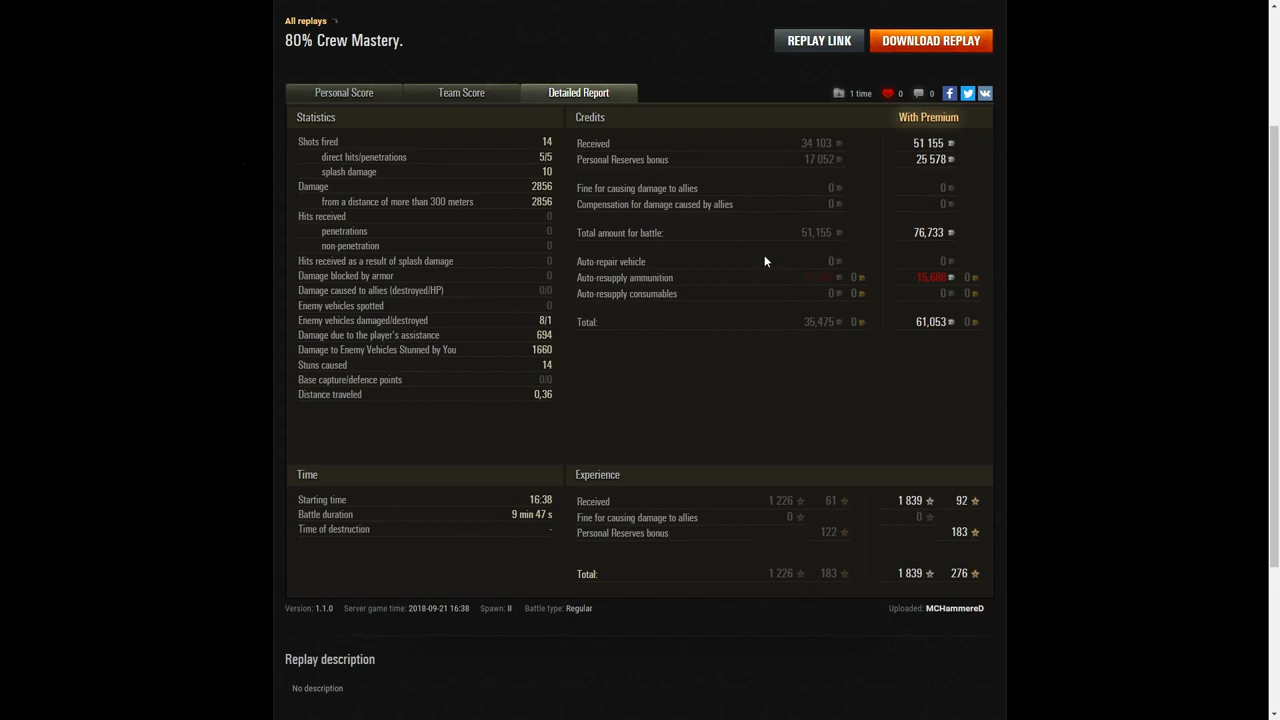 All replays
80% Crew Mastery.
REPLAY LINK
DOWNLOAD REPLAY
Personal Score
Team Score
Detailed Report
1 time 0 0
Statistics
Shots fired 14
direct hits/penetrations 5/5
splash damage 10
Damage 2856
from a distance of more than 300 meters 2856
Hits received 0
penetrations 0
non-penetration 0
Hits received as a result of splash damage 0
Damage blocked by armor 0
Damage caused to allies (destroyed/HP) 0/0
Enemy vehicles spotted 0
Enemy vehicles damaged/destroyed 8/1
Damage due to the player's assistance 694
Damage to Enemy Vehicles Stunned by You 1660
Stuns caused 14
Base capture/defence points 0/0
Distance traveled 0,36
Credits With Premium
Received 34 103 51 155
Personal Reserves bonus 17 052 25 578
Fine for causing damage to allies 0 0
Compensation for damage caused by allies 0 0
Total amount for battle: 51,155 76,733
Auto-repair vehicle 0 0
Auto-resupply ammunition 0 -15,680 0
Auto-resupply consumables 0 0 0 0
Total: 35,475 0 61,053 0
Time
Starting time 16:38
Battle duration 9 min 47 s
Time of destruction -
Experience
Received 1 226 61 1 839 92
Fine for causing damage to allies 0 0
Personal Reserves bonus 122 183
Total: 1 226 183 1 839 276
Version: 1.1.0 Server game time: 2018-09-21 16:38 Spawn: II Battle type: Regular Uploaded: MCHammereD
Replay description
No description